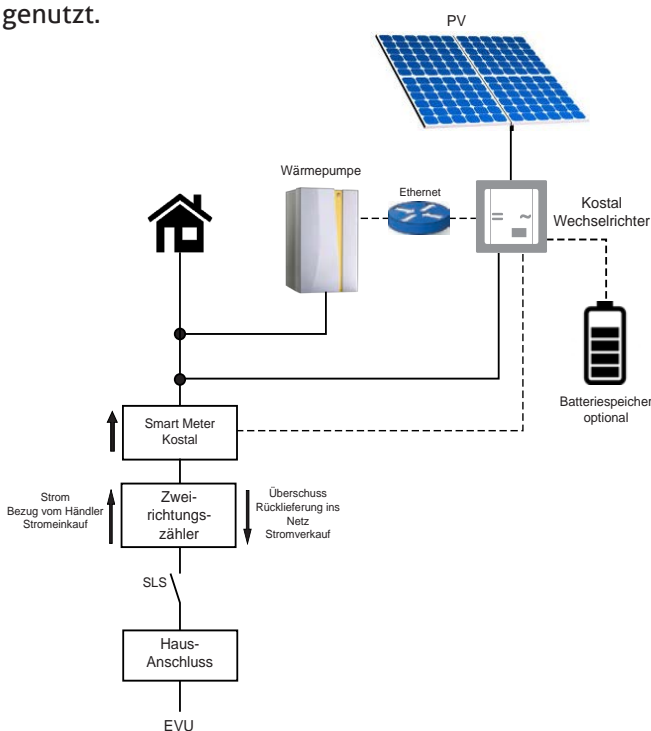 genutzt.
PV
Wärmepumpe
Ethernet
Kostal
Wechselrichter
Batteriespeicher
optional
Smart Meter
Kostal
Strom
Bezug vom Händler
Stromeinkauf
Zwei-
richtungs-
zähler
Überschuss
Rücklieferung ins
Netz
Stromverkauf
SLS
Haus-
Anschluss
EVU